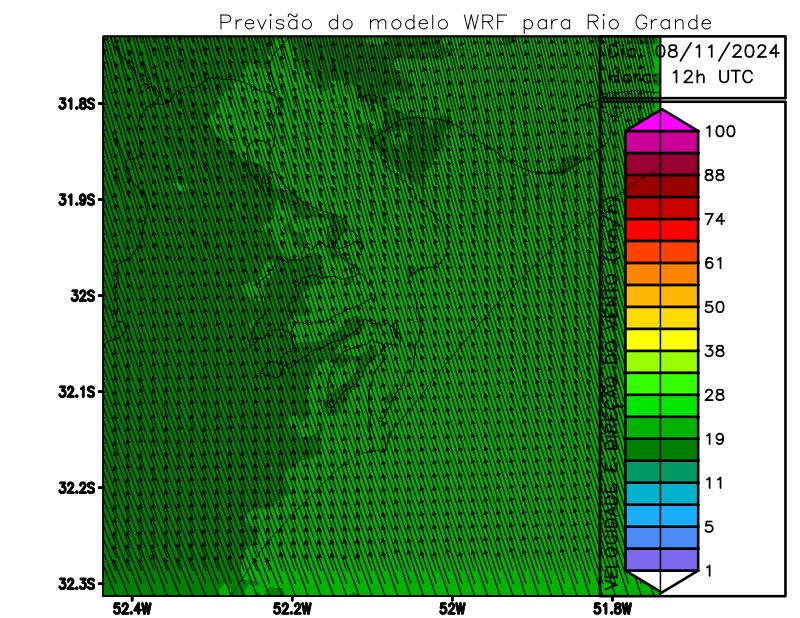 Previsão do modelo WRF para Rio Grande
Dia: 08/11/2024
Hora: 12h UTC
31.8S
31.9S
32S
32.1S
32.2S
32.3S
52.4W
52.2W
52W
51.8W
VELOCIDADE E DIREÇÃO DO VENTO (km/h)
100
88
74
61
50
38
28
19
11
5
1